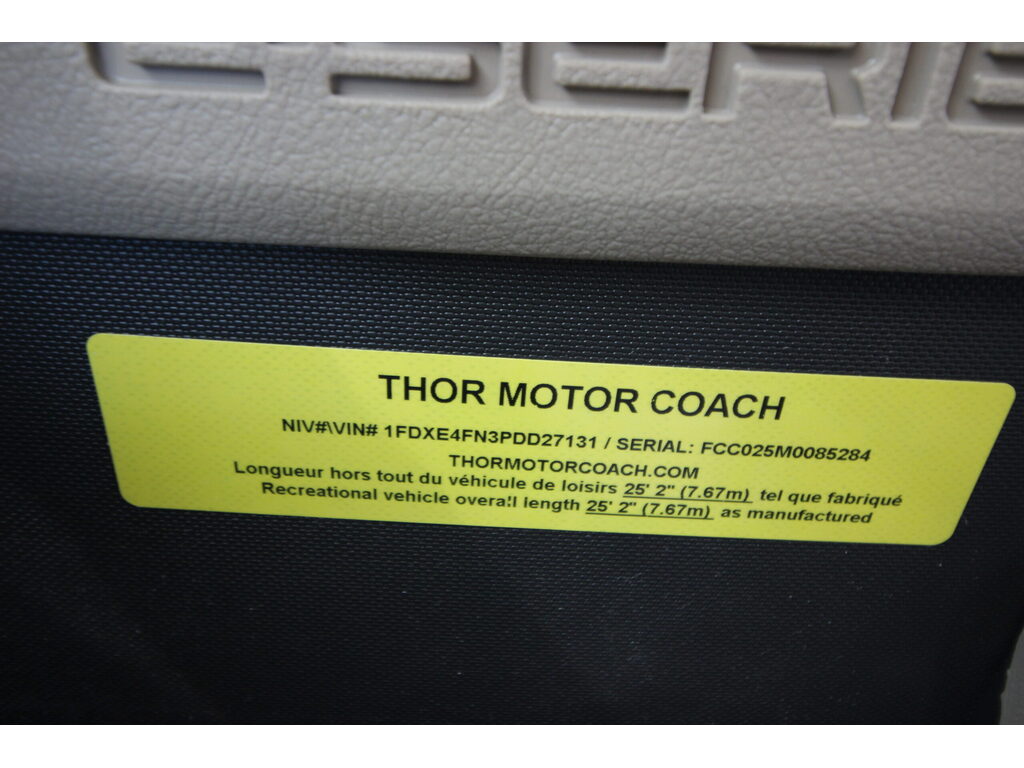 E-SERIE
THOR MOTOR COACH
NIV#\VIN# 1FDXE4FN3PDD27131 / SERIAL: FCC025M0085284
THORMOTORCOACH.COM
Longueur hors tout du véhicule de loisirs 25' 2" (7.67m) tel que fabriqué
Recreational vehicle overall length 25' 2" (7.67m) as manufactured